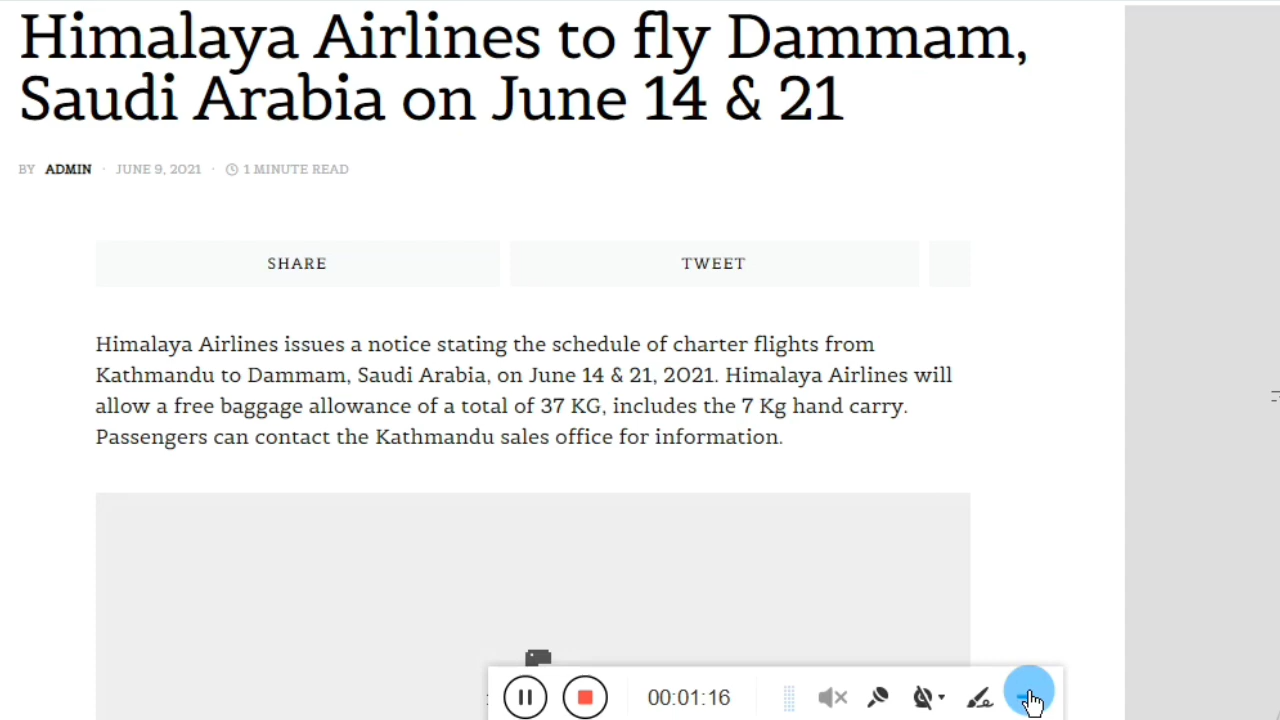 Himalaya Airlines to fly Dammam,
Saudi Arabia on June 14 & 21
BY ADMIN · JUNE 9, 2021 · 1 MINUTE READ
SHARE
TWEET
Himalaya Airlines issues a notice stating the schedule of charter flights from
Kathmandu to Dammam, Saudi Arabia, on June 14 & 21, 2021. Himalaya Airlines will
allow a free baggage allowance of a total of 37 KG, includes the 7 Kg hand carry.
Passengers can contact the Kathmandu sales office for information.
00:01:16